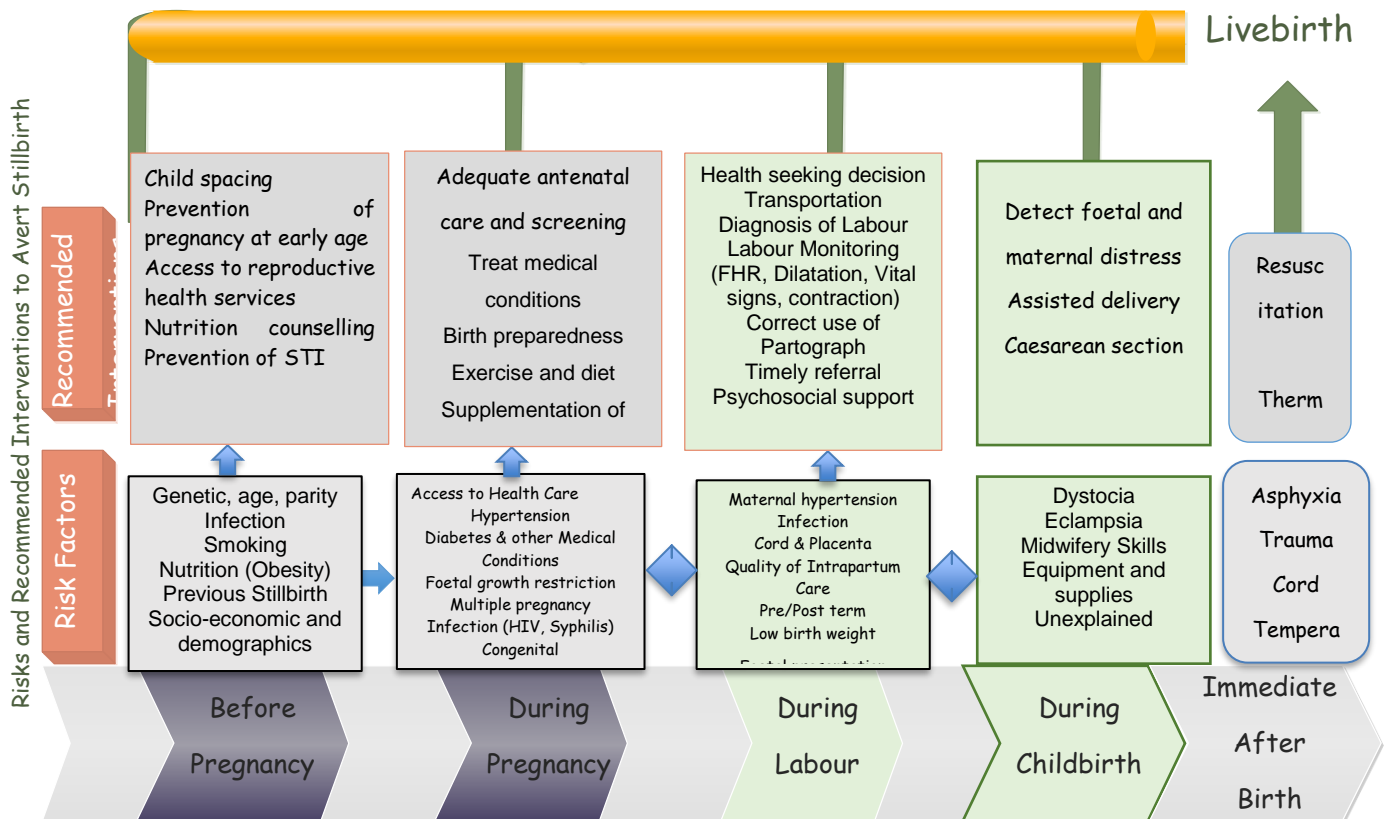 Livebirth
Risks and Recommended Interventions to Avert Stillbirth
Recommended
Child spacing
Prevention of
pregnancy at early age
Access to reproductive
health services
Nutrition counselling
Prevention of STI
Adequate antenatal
care and screening
Treat medical
conditions
Birth preparedness
Exercise and diet
Supplementation of
Health seeking decision
Transportation
Diagnosis of Labour
Labour Monitoring
(FHR, Dilatation, Vital
signs, contraction)
Correct use of
Partograph
Timely referral
Psychosocial support
Detect foetal and
maternal distress
Assisted delivery
Caesarean section
Resusc
itation
Therm
Risk Factors
Genetic, age, parity
Infection
Smoking
Nutrition (Obesity)
Previous Stillbirth
Socio-economic and
demographics
Access to Health Care
Hypertension
Diabetes & other Medical
Conditions
Foetal growth restriction
Multiple pregnancy
Infection (HIV, Syphilis)
Congenital
Maternal hypertension
Infection
Cord & Placenta
Quality of Intrapartum
Care
Pre/Post term
Low birth weight
Dystocia
Eclampsia
Midwifery Skills
Equipment and
supplies
Unexplained
Asphyxia
Trauma
Cord
Tempera
Before
Pregnancy
During
Pregnancy
During
Labour
During
Childbirth
Immediate
After
Birth